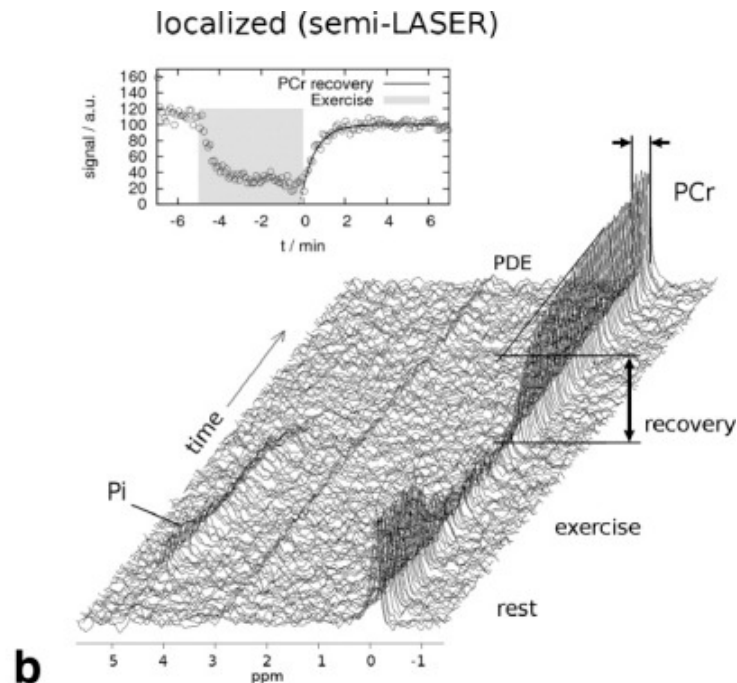 localized (semi-LASER)
160
140
120
100
80
60
40
20
0
signal / a.u.
PCr recovery
Exercise
-6 -4 -2 0 2 4 6
t / min
PCr
PDE
time
recovery
Pi
exercise
rest
5 4 3 2 1 0 -1
ppm
b